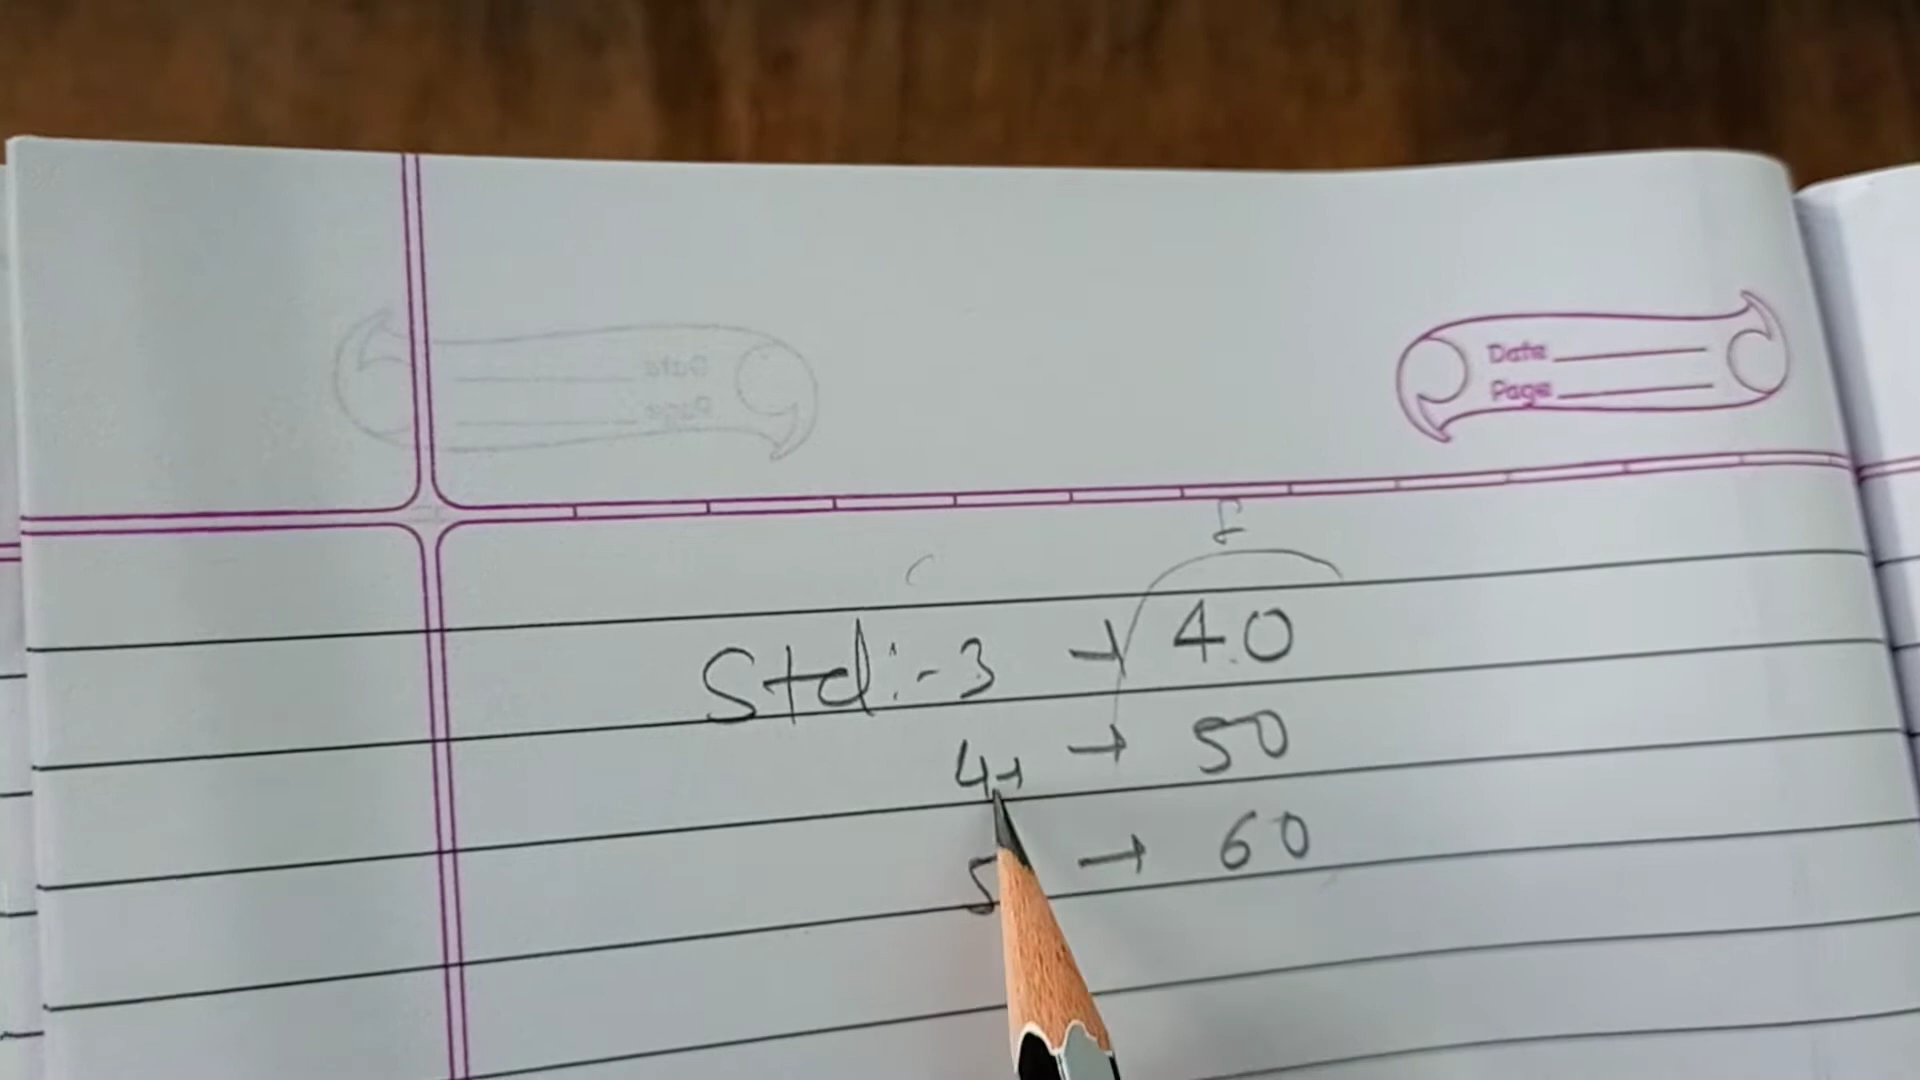 Date
Page
Std:-3 → 40
4 → 50
5 → 60